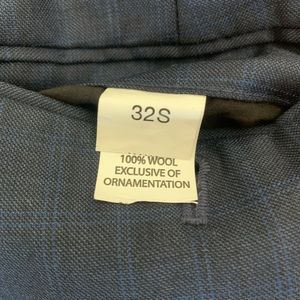 32S
100% WOOL
EXCLUSIVE OF
ORNAMENTATION